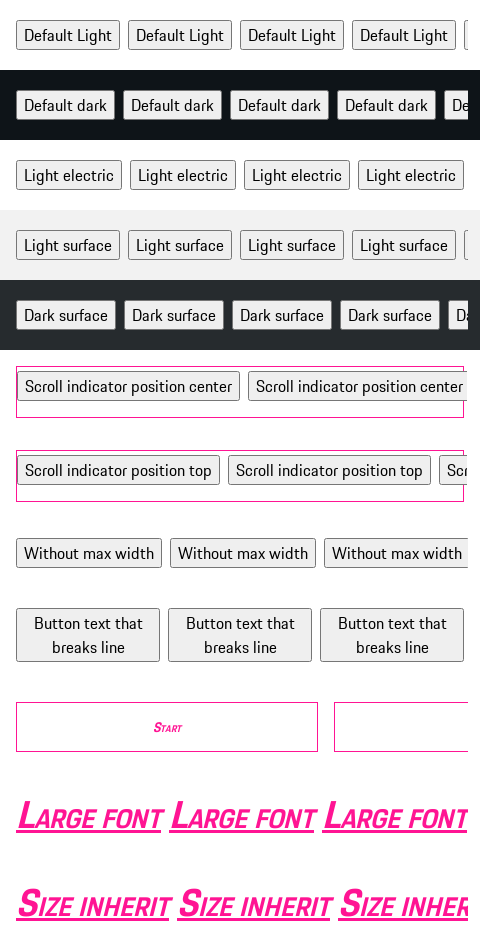 Default Light Default Light Default Light Default Light
Default dark Default dark Default dark Default dark De
Light electric Light electric Light electric Light electric
Light surface Light surface Light surface Light surface
Dark surface Dark surface Dark surface Dark surface Da
Scroll indicator position center Scroll indicator position center
Scroll indicator position top Scroll indicator position top Scr
Without max width Without max width Without max width
Button text that Button text that Button text that
breaks line breaks line breaks line
Start
Large font Large font Large font
Size inherit Size inherit Size inher